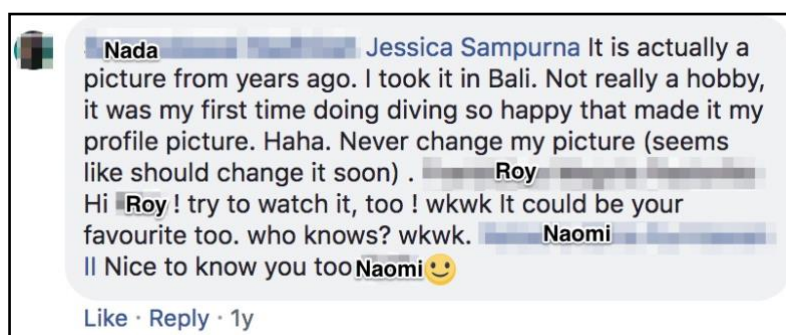 Nada Jessica Sampurna It is actually a
picture from years ago. I took it in Bali. Not really a hobby,
it was my first time doing diving so happy that made it my
profile picture. Haha. Never change my picture (seems
like should change it soon) . Roy
Hi Roy ! try to watch it, too ! wkwk It could be your
favourite too. who knows? wkwk. Naomi
II Nice to know you too Naomi 🙂
Like · Reply · 1y